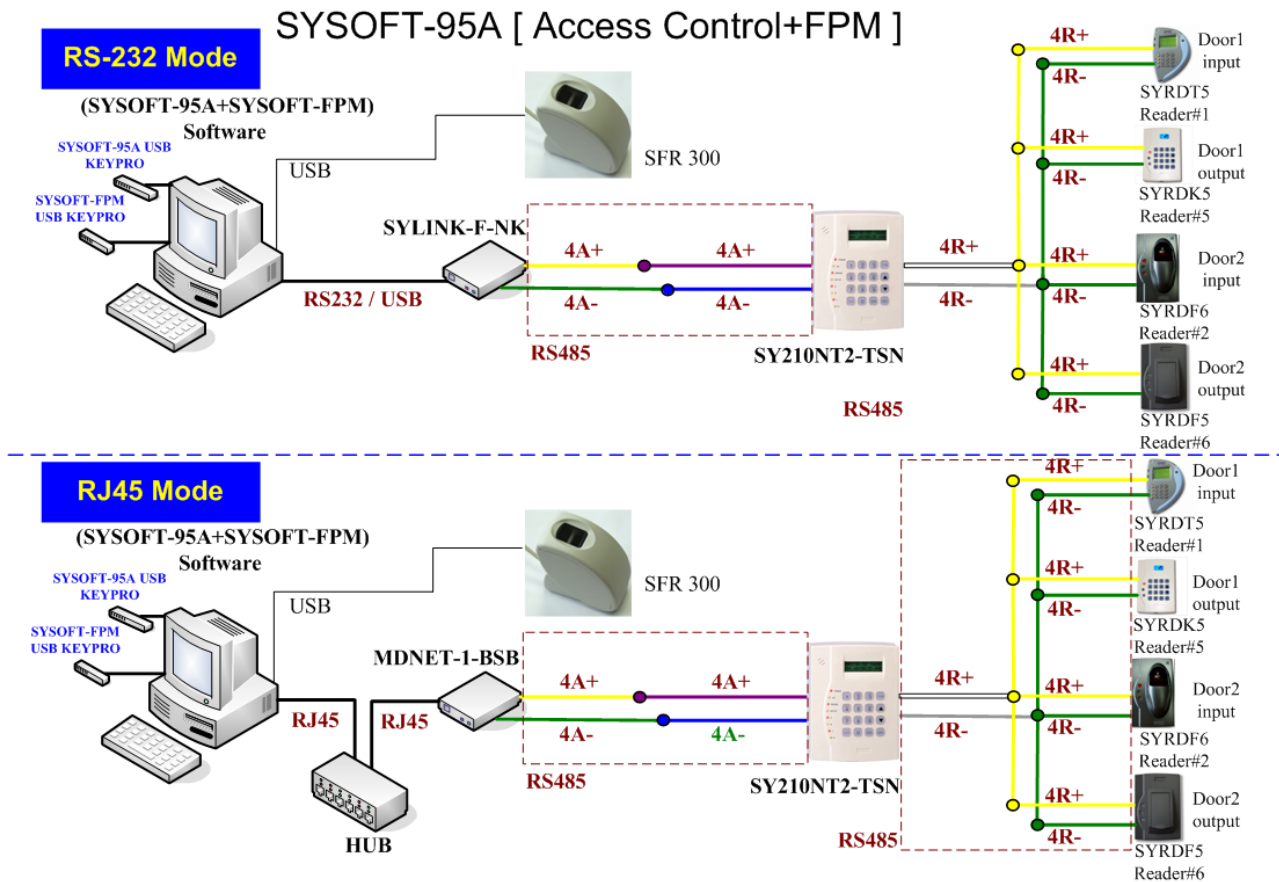 SYSOFT-95A [ Access Control+FPM ]
RS-232 Mode
(SYSOFT-95A+SYSOFT-FPM)
Software
SYSOFT-95A USB
KEYPRO
SYSOFT-FPM
USB KEYPRO
USB
SFR 300
SYLINK-F-NK
RS232 / USB
4A+
4A+
4A-
4A-
RS485
SY210NT2-TSN
4R+
4R-
RS485
4R+
4R-
Door1
input
SYRDT5
Reader#1
4R+
4R-
Door1
output
SYRDK5
Reader#5
4R+
4R-
Door2
input
SYRDF6
Reader#2
4R+
4R-
Door2
output
SYRDF5
Reader#6
RJ45 Mode
(SYSOFT-95A+SYSOFT-FPM)
Software
SYSOFT-95A USB
KEYPRO
SYSOFT-FPM
USB KEYPRO
USB
SFR 300
MDNET-1-BSB
RJ45
RJ45
HUB
4A+
4A+
4A-
4A-
RS485
SY210NT2-TSN
4R+
4R-
RS485
4R+
4R-
Door1
input
SYRDT5
Reader#1
4R+
4R-
Door1
output
SYRDK5
Reader#5
4R+
4R-
Door2
input
SYRDF6
Reader#2
4R+
4R-
Door2
output
SYRDF5
Reader#6